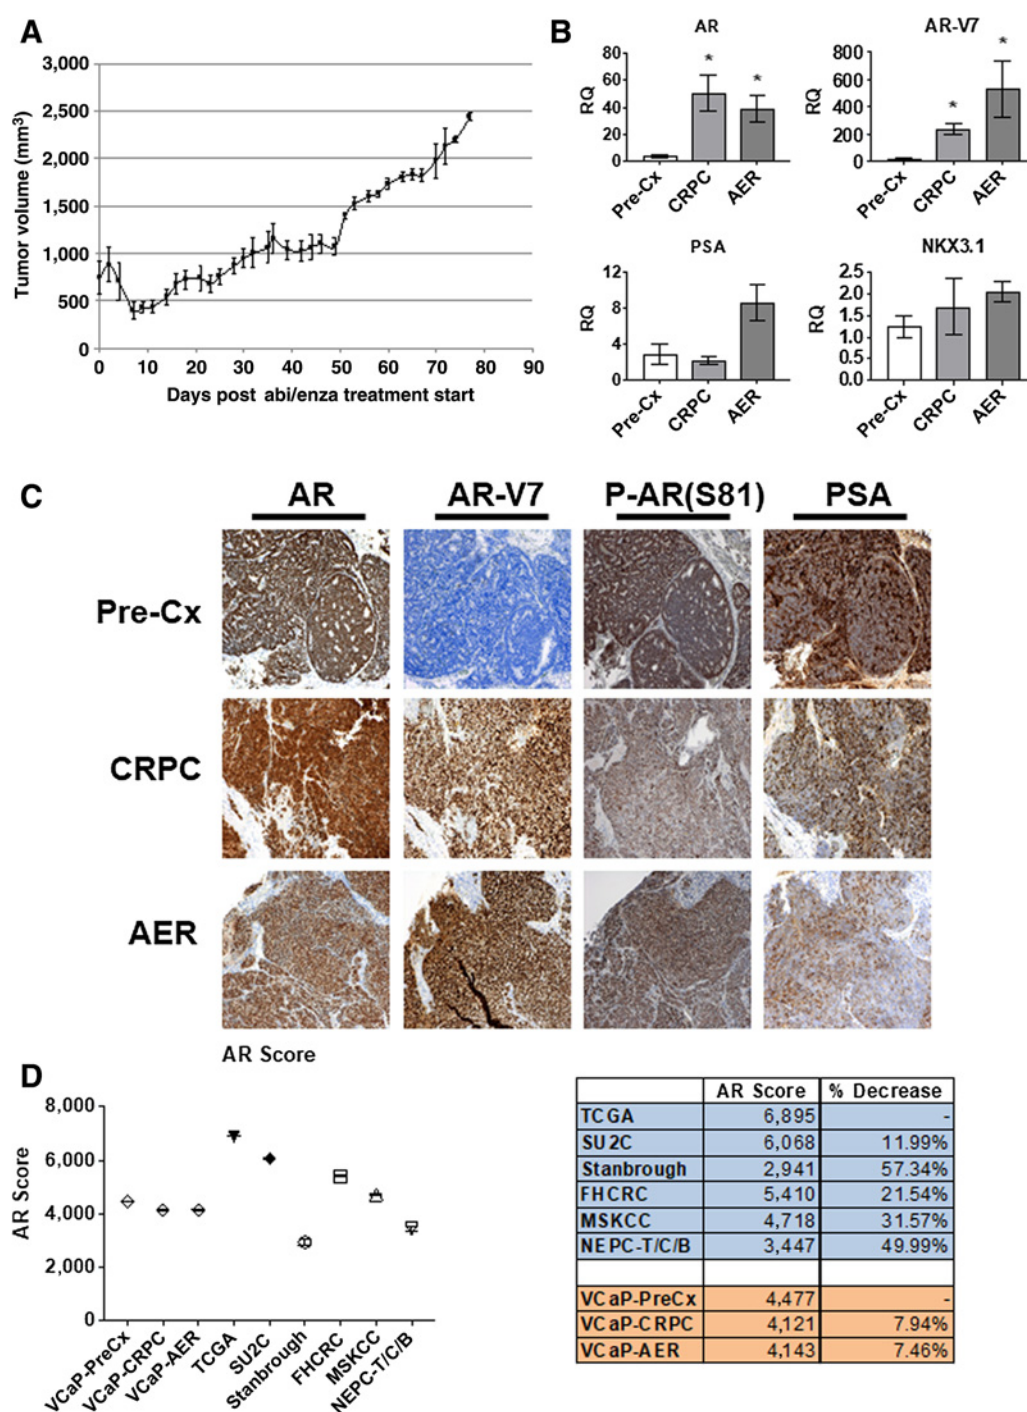 A
Tumor volume (mm³)
3,000
2,500
2,000
1,500
1,000
500
0
0 10 20 30 40 50 60 70 80 90
Days post abi/enza treatment start
B
AR
RQ
80
60
40
20
0
Pre-Cx CRPC AER
* *
AR-V7
RQ
800
600
400
200
0
Pre-Cx CRPC AER
* *
PSA
RQ
12
8
4
0
Pre-Cx CRPC AER
NKX3.1
RQ
2.5
2.0
1.5
1.0
0.5
0.0
Pre-Cx CRPC AER
C
AR AR-V7 P-AR(S81) PSA
Pre-Cx
CRPC
AER
D
AR Score
AR Score
8,000
6,000
4,000
2,000
0
VCaP-PreCx VCaP-CRPC VCaP-AER TCGA SU2C Stanbrough FHCRC MSKCC NEPC-T/C/B
AR Score % Decrease
TCGA 6,895 -
SU2C 6,068 11.99%
Stanbrough 2,941 57.34%
FHCRC 5,410 21.54%
MSKCC 4,718 31.57%
NEPC-T/C/B 3,447 49.99%
VCaP-PreCx 4,477 -
VCaP-CRPC 4,121 7.94%
VCaP-AER 4,143 7.46%